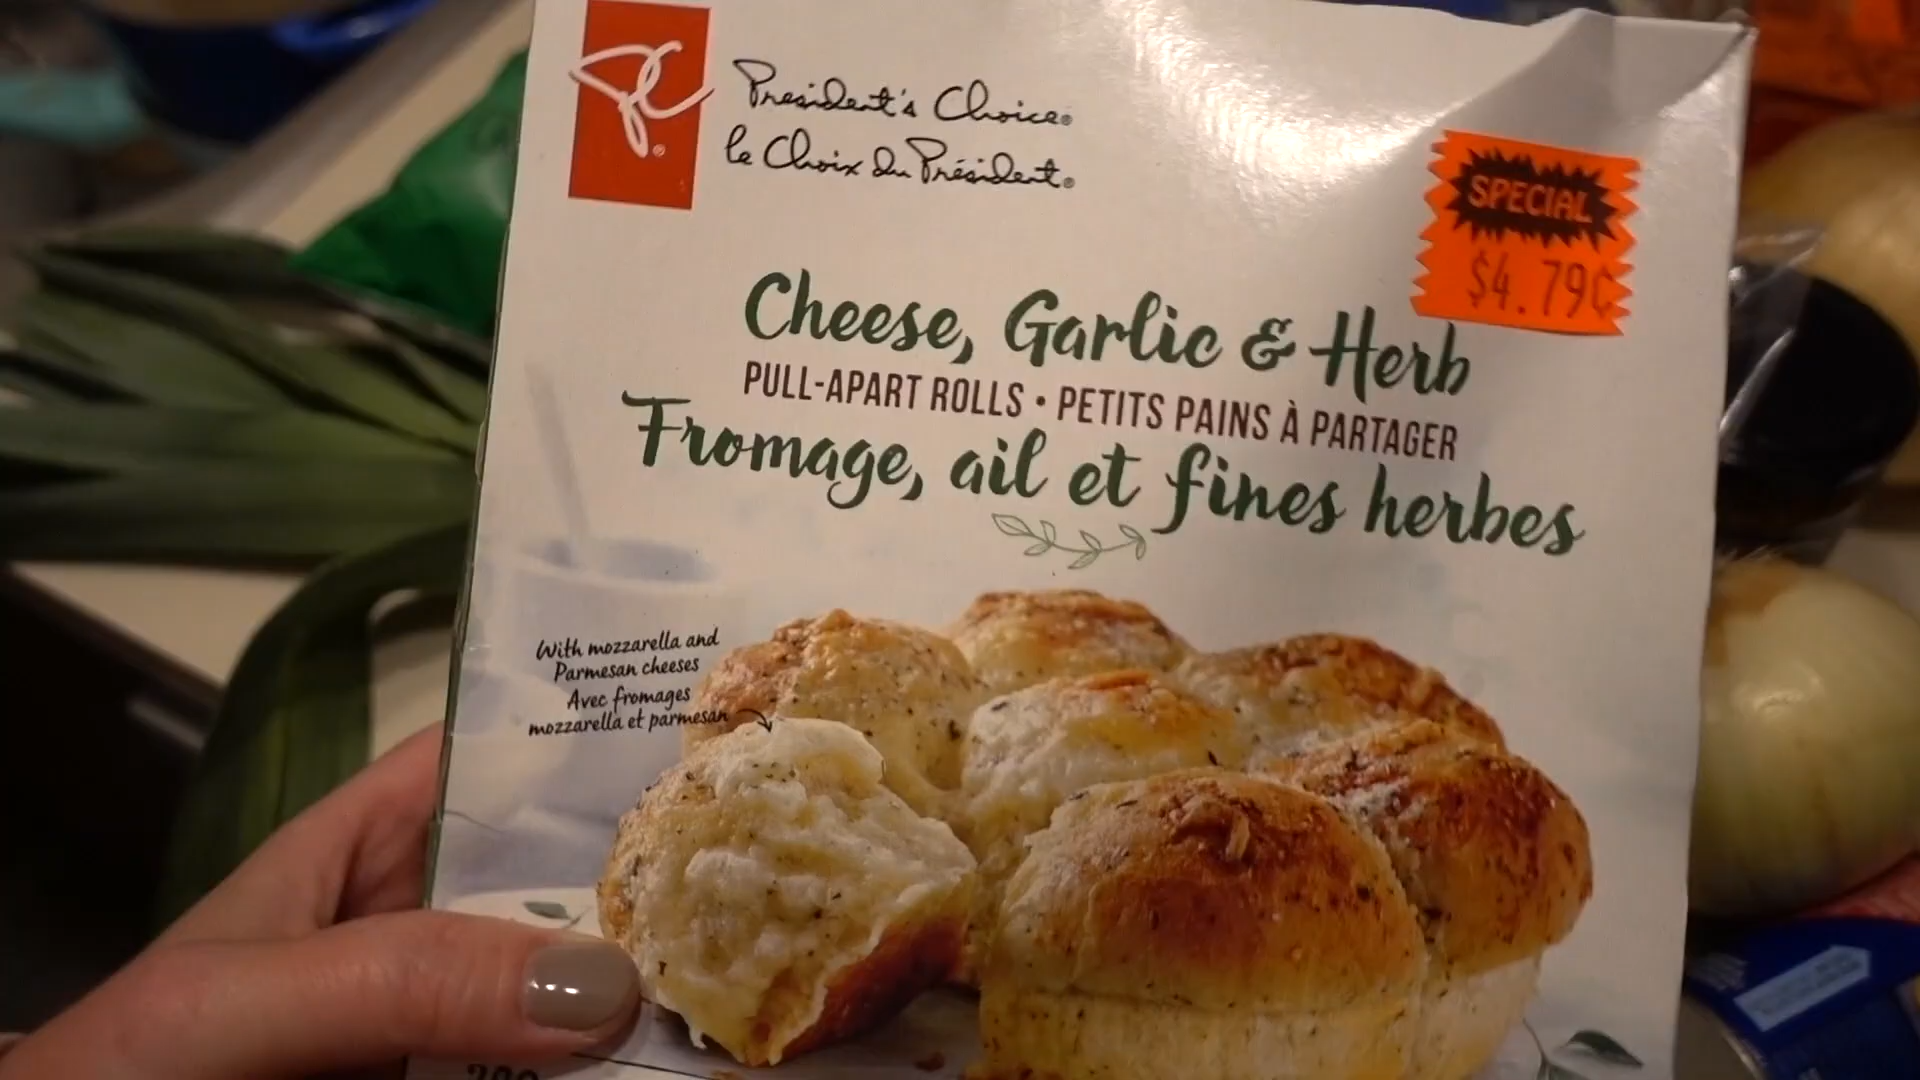 President's Choice®
le Choix du Président®
SPECIAL
$4.79¢
Cheese, Garlic & Herb
PULL-APART ROLLS • PETITS PAINS À PARTAGER
Fromage, ail et fines herbes
With mozzarella and
Parmesan cheeses
Avec fromages
mozzarella et parmesan